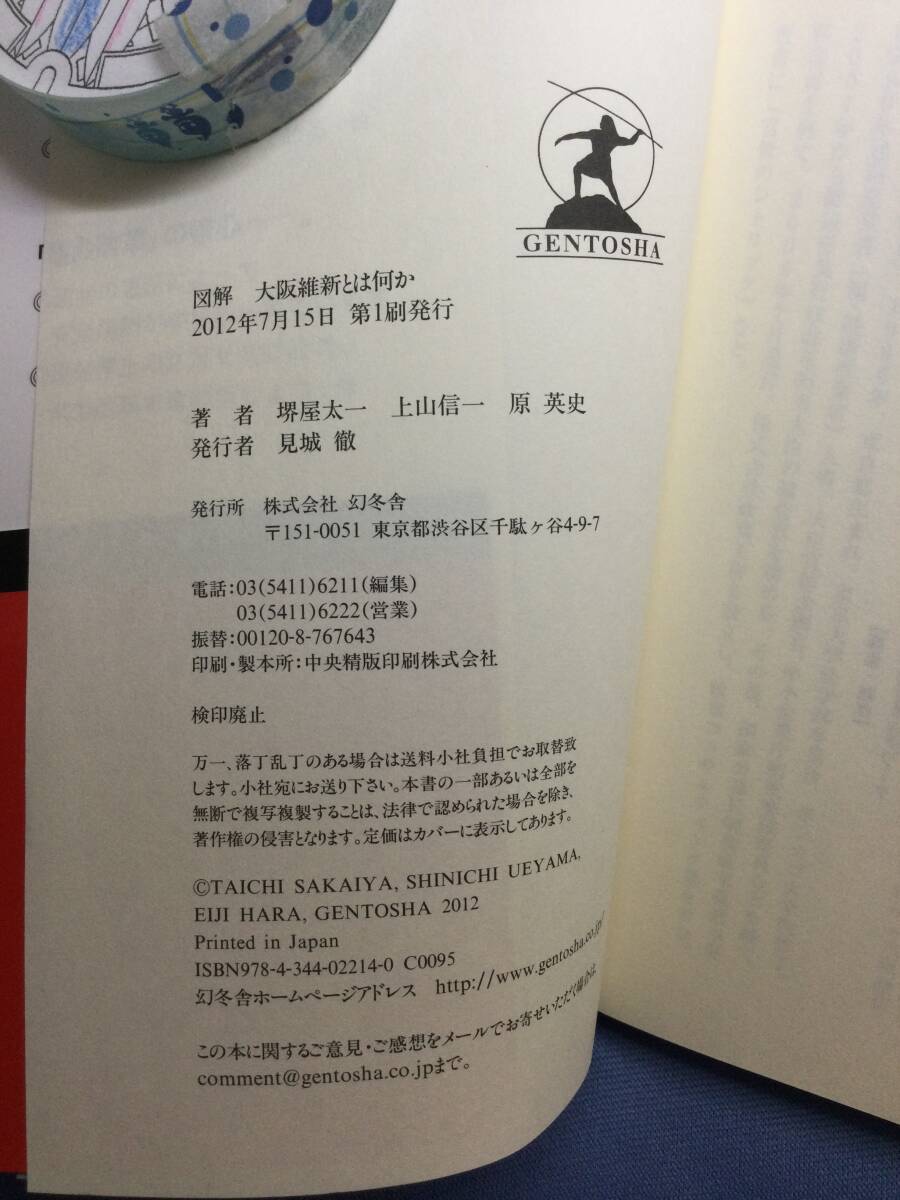 GENTOSHA
図解　大阪維新とは何か
2012年7月15日 第1刷発行
著　者　堺屋太一　上山信一　原 英史
発行者　見城 徹
発行所　株式会社 幻冬舎
〒151-0051 東京都渋谷区千駄ヶ谷4-9-7
電話：03(5411)6211(編集)
03(5411)6222(営業)
振替：00120-8-767643
印刷・製本所：中央精版印刷株式会社
検印廃止
万一、落丁乱丁のある場合は送料小社負担でお取替致
します。小社宛にお送り下さい。本書の一部あるいは全部を
無断で複写複製することは、法律で認められた場合を除き、
著作権の侵害となります。定価はカバーに表示してあります。
©TAICHI SAKAIYA, SHINICHI UEYAMA,
EIJI HARA, GENTOSHA 2012
Printed in Japan
ISBN978-4-344-02214-0 C0095
幻冬舎ホームページアドレス　http://www.gentosha.co.jp/
この本に関するご意見・ご感想をメールでお寄せいただく場合は、
comment@gentosha.co.jpまで。